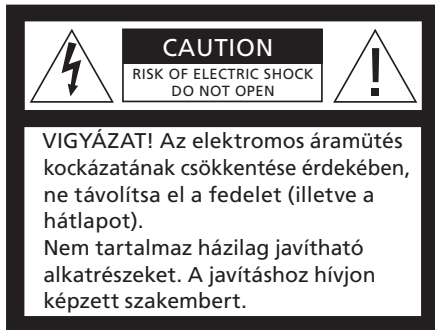 CAUTION
RISK OF ELECTRIC SHOCK
DO NOT OPEN
VIGYÁZAT! Az elektromos áramütés
kockázatának csökkentése érdekében,
ne távolítsa el a fedelet (illetve a
hátlapot).
Nem tartalmaz házilag javítható
alkatrészeket. A javításhoz hívjon
képzett szakembert.